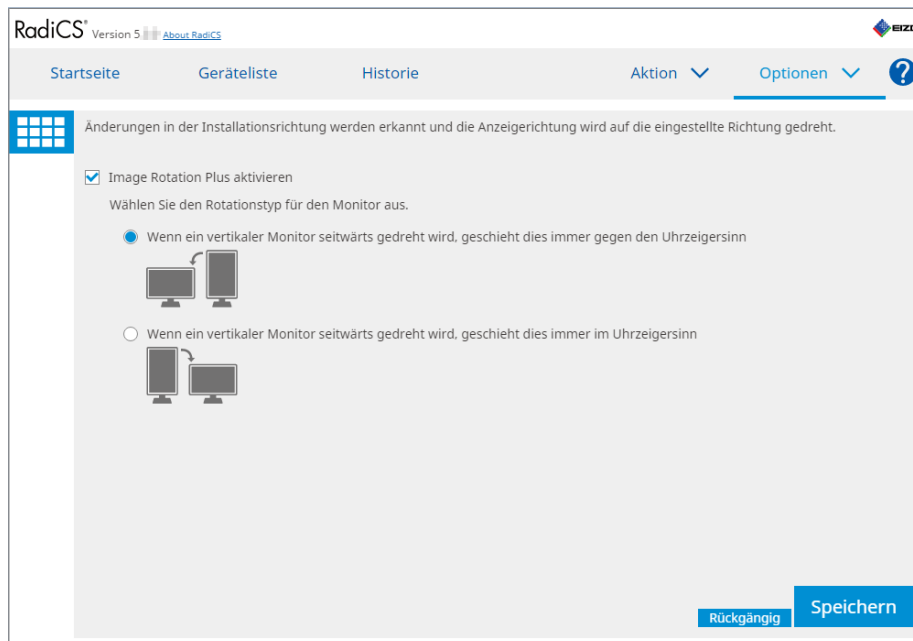 RadiCS® Version 5 About RadiCS
Startseite Geräteliste Historie Aktion Optionen ?
Änderungen in der Installationsrichtung werden erkannt und die Anzeigerichtung wird auf die eingestellte Richtung gedreht.
Image Rotation Plus aktivieren
Wählen Sie den Rotationstyp für den Monitor aus.
Wenn ein vertikaler Monitor seitwärts gedreht wird, geschieht dies immer gegen den Uhrzeigersinn
Wenn ein vertikaler Monitor seitwärts gedreht wird, geschieht dies immer im Uhrzeigersinn
Rückgängig Speichern